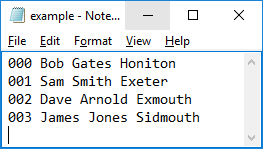 example - Note...
File Edit Format View Help
000 Bob Gates Honiton
001 Sam Smith Exeter
002 Dave Arnold Exmouth
003 James Jones Sidmouth